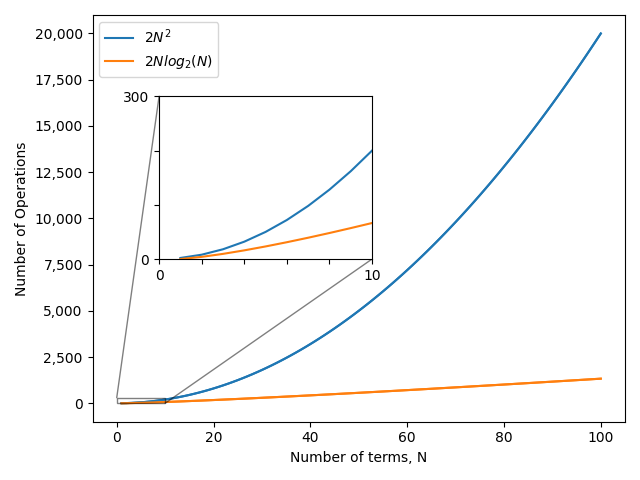 20,000
17,500
15,000
12,500
10,000
7,500
5,000
2,500
0
Number of Operations
2N²
2Nlog₂(N)
300
0
0 10
0 20 40 60 80 100
Number of terms, N